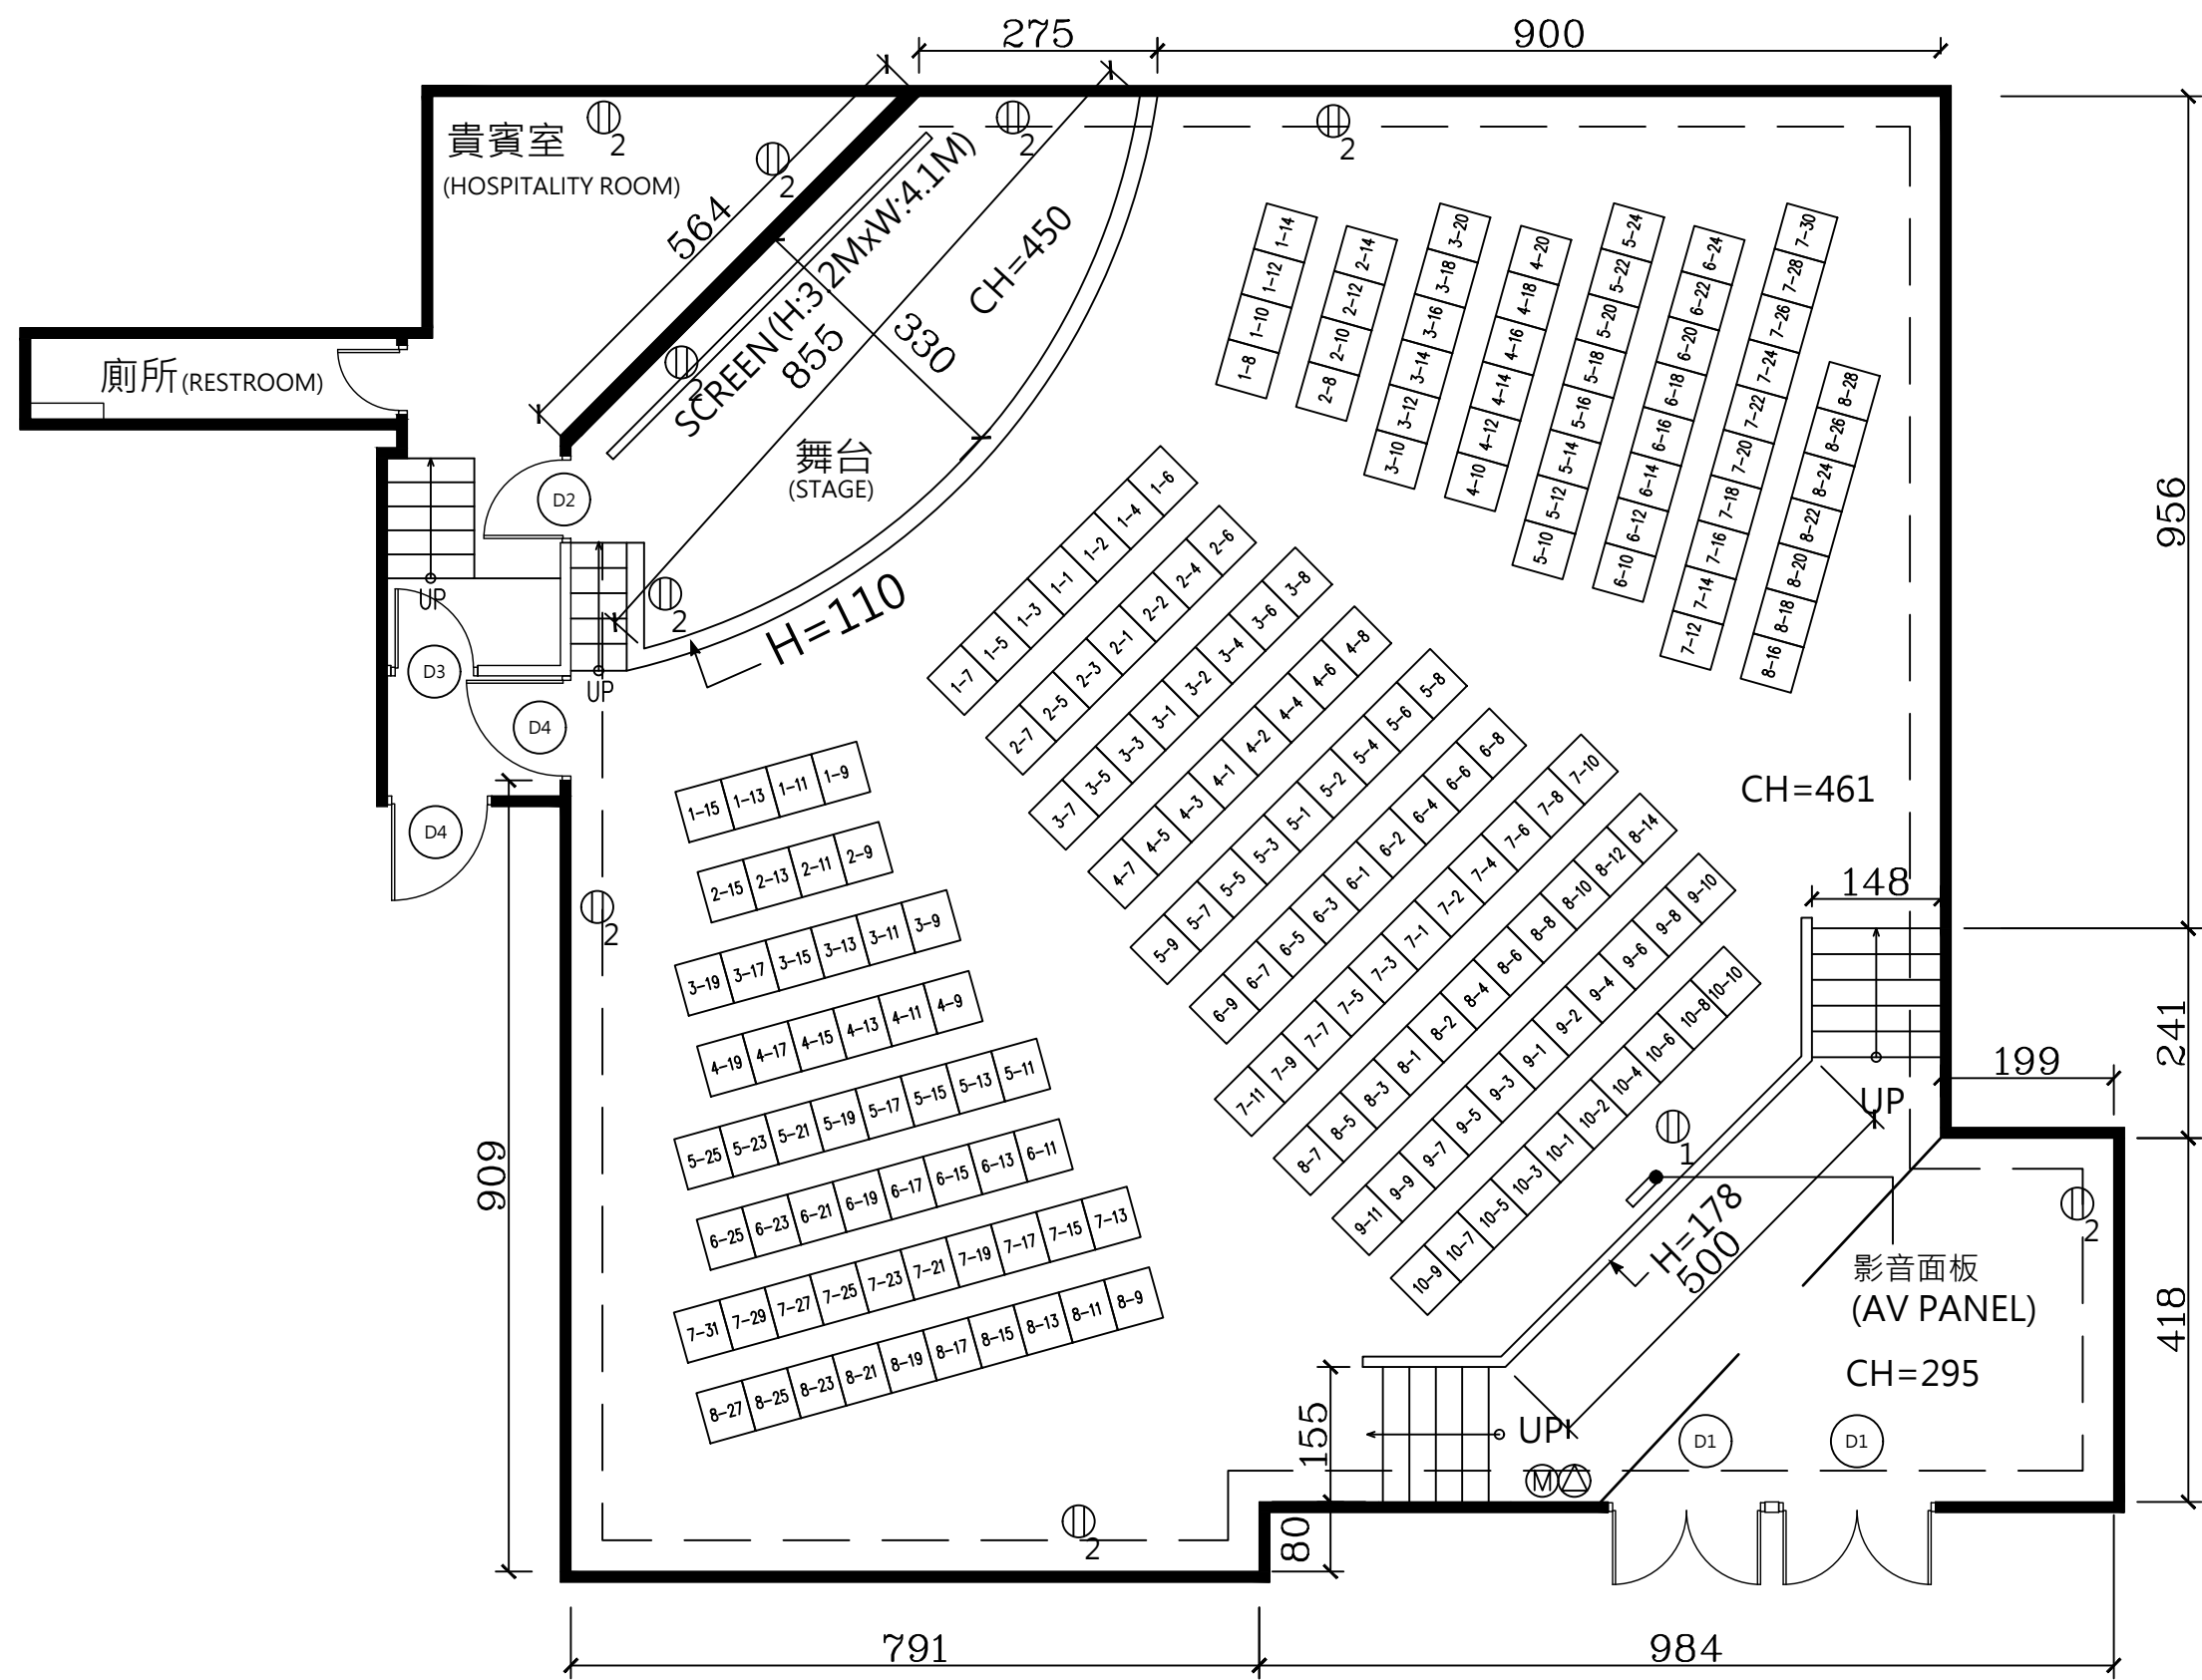 275
900
貴賓室
(HOSPITALITY ROOM)
2
2
2
2
564
SCREEN(H:3.2MxW:4.1M)
855
330
CH=450
廁所(RESTROOM)
2
舞台
(STAGE)
D2
UP
D3
UP
2
H=110
D4
D4
2
909
956
CH=461
148
241
199
UP
1
H=178
500
2
影音面板
(AV PANEL)
CH=295
418
155
UP
M
D1
D1
80
2
791
984
1-14
1-12
1-10
1-8
2-14
2-12
2-10
2-8
3-20
3-18
3-16
3-14
3-12
3-10
4-20
4-18
4-16
4-14
4-12
4-10
5-24
5-22
5-20
5-18
5-16
5-14
5-12
5-10
6-24
6-22
6-20
6-18
6-16
6-14
6-12
6-10
7-30
7-28
7-26
7-24
7-22
7-20
7-18
7-16
7-14
7-12
8-28
8-26
8-24
8-22
8-20
8-18
8-16
1-7 1-5 1-3 1-1 1-2 1-4 1-6
2-7 2-5 2-3 2-1 2-2 2-4 2-6
3-7 3-5 3-3 3-1 3-2 3-4 3-6 3-8
4-7 4-5 4-3 4-1 4-2 4-4 4-6 4-8
5-9 5-7 5-5 5-3 5-1 5-2 5-4 5-6 5-8
6-9 6-7 6-5 6-3 6-1 6-2 6-4 6-6 6-8
7-11 7-9 7-7 7-5 7-3 7-1 7-2 7-4 7-6 7-8 7-10
8-7 8-5 8-3 8-1 8-2 8-4 8-6 8-8 8-10 8-12 8-14
9-11 9-9 9-7 9-5 9-3 9-1 9-2 9-4 9-6 9-8 9-10
10-9 10-7 10-5 10-3 10-1 10-2 10-4 10-6 10-8 10-10
1-15 1-13 1-11 1-9
2-15 2-13 2-11 2-9
3-19 3-17 3-15 3-13 3-11 3-9
4-19 4-17 4-15 4-13 4-11 4-9
5-25 5-23 5-21 5-19 5-17 5-15 5-13 5-11
6-25 6-23 6-21 6-19 6-17 6-15 6-13 6-11
7-31 7-29 7-27 7-25 7-23 7-21 7-19 7-17 7-15 7-13
8-27 8-25 8-23 8-21 8-19 8-17 8-15 8-13 8-11 8-9